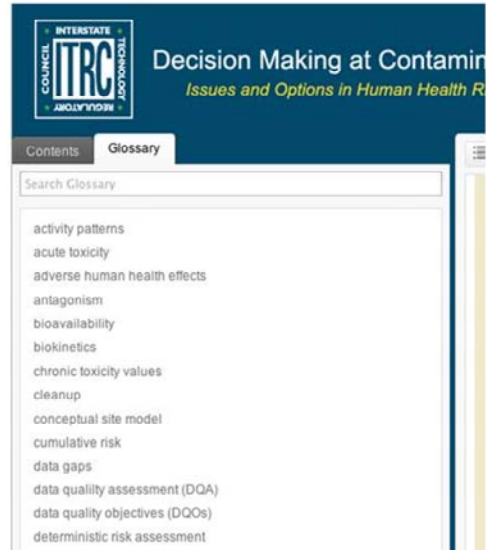 INTERSTATE
COUNCIL
ITRC
TECHNOLOGY
REGULATORY
Decision Making at Contamin
Issues and Options in Human Health R
Contents
Glossary
Search Glossary
activity patterns
acute toxicity
adverse human health effects
antagonism
bioavailability
biokinetics
chronic toxicity values
cleanup
conceptual site model
cumulative risk
data gaps
data qualilty assessment (DQA)
data quality objectives (DQOs)
deterministic risk assessment